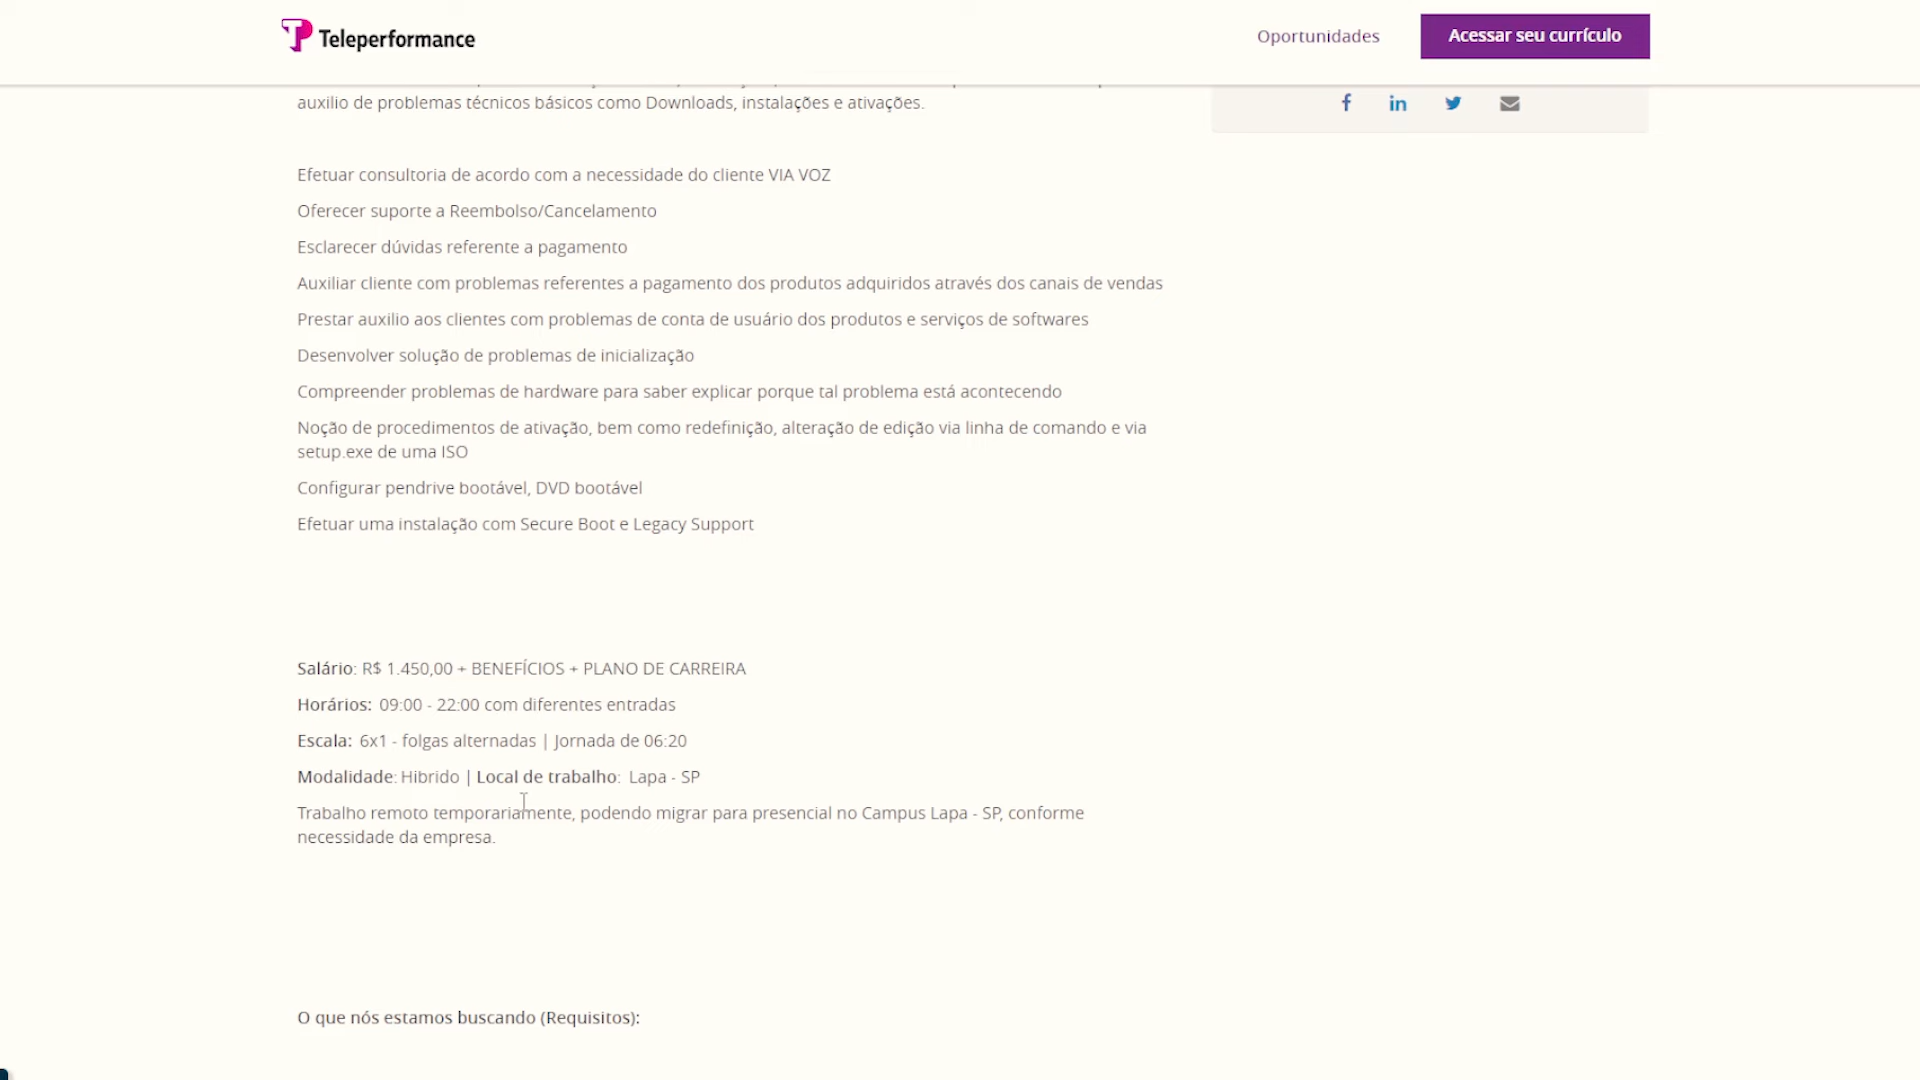 Teleperformance
Oportunidades
Acessar seu currículo
auxilio de problemas técnicos básicos como Downloads, instalações e ativações.
Efetuar consultoria de acordo com a necessidade do cliente VIA VOZ
Oferecer suporte a Reembolso/Cancelamento
Esclarecer dúvidas referente a pagamento
Auxiliar cliente com problemas referentes a pagamento dos produtos adquiridos através dos canais de vendas
Prestar auxilio aos clientes com problemas de conta de usuário dos produtos e serviços de softwares
Desenvolver solução de problemas de inicialização
Compreender problemas de hardware para saber explicar porque tal problema está acontecendo
Noção de procedimentos de ativação, bem como redefinição, alteração de edição via linha de comando e via
setup.exe de uma ISO
Configurar pendrive bootável, DVD bootável
Efetuar uma instalação com Secure Boot e Legacy Support
Salário: R$ 1.450,00 + BENEFÍCIOS + PLANO DE CARREIRA
Horários: 09:00 - 22:00 com diferentes entradas
Escala: 6x1 - folgas alternadas | Jornada de 06:20
Modalidade: Hibrido | Local de trabalho: Lapa - SP
Trabalho remoto temporariamente, podendo migrar para presencial no Campus Lapa - SP, conforme
necessidade da empresa.
O que nós estamos buscando (Requisitos):